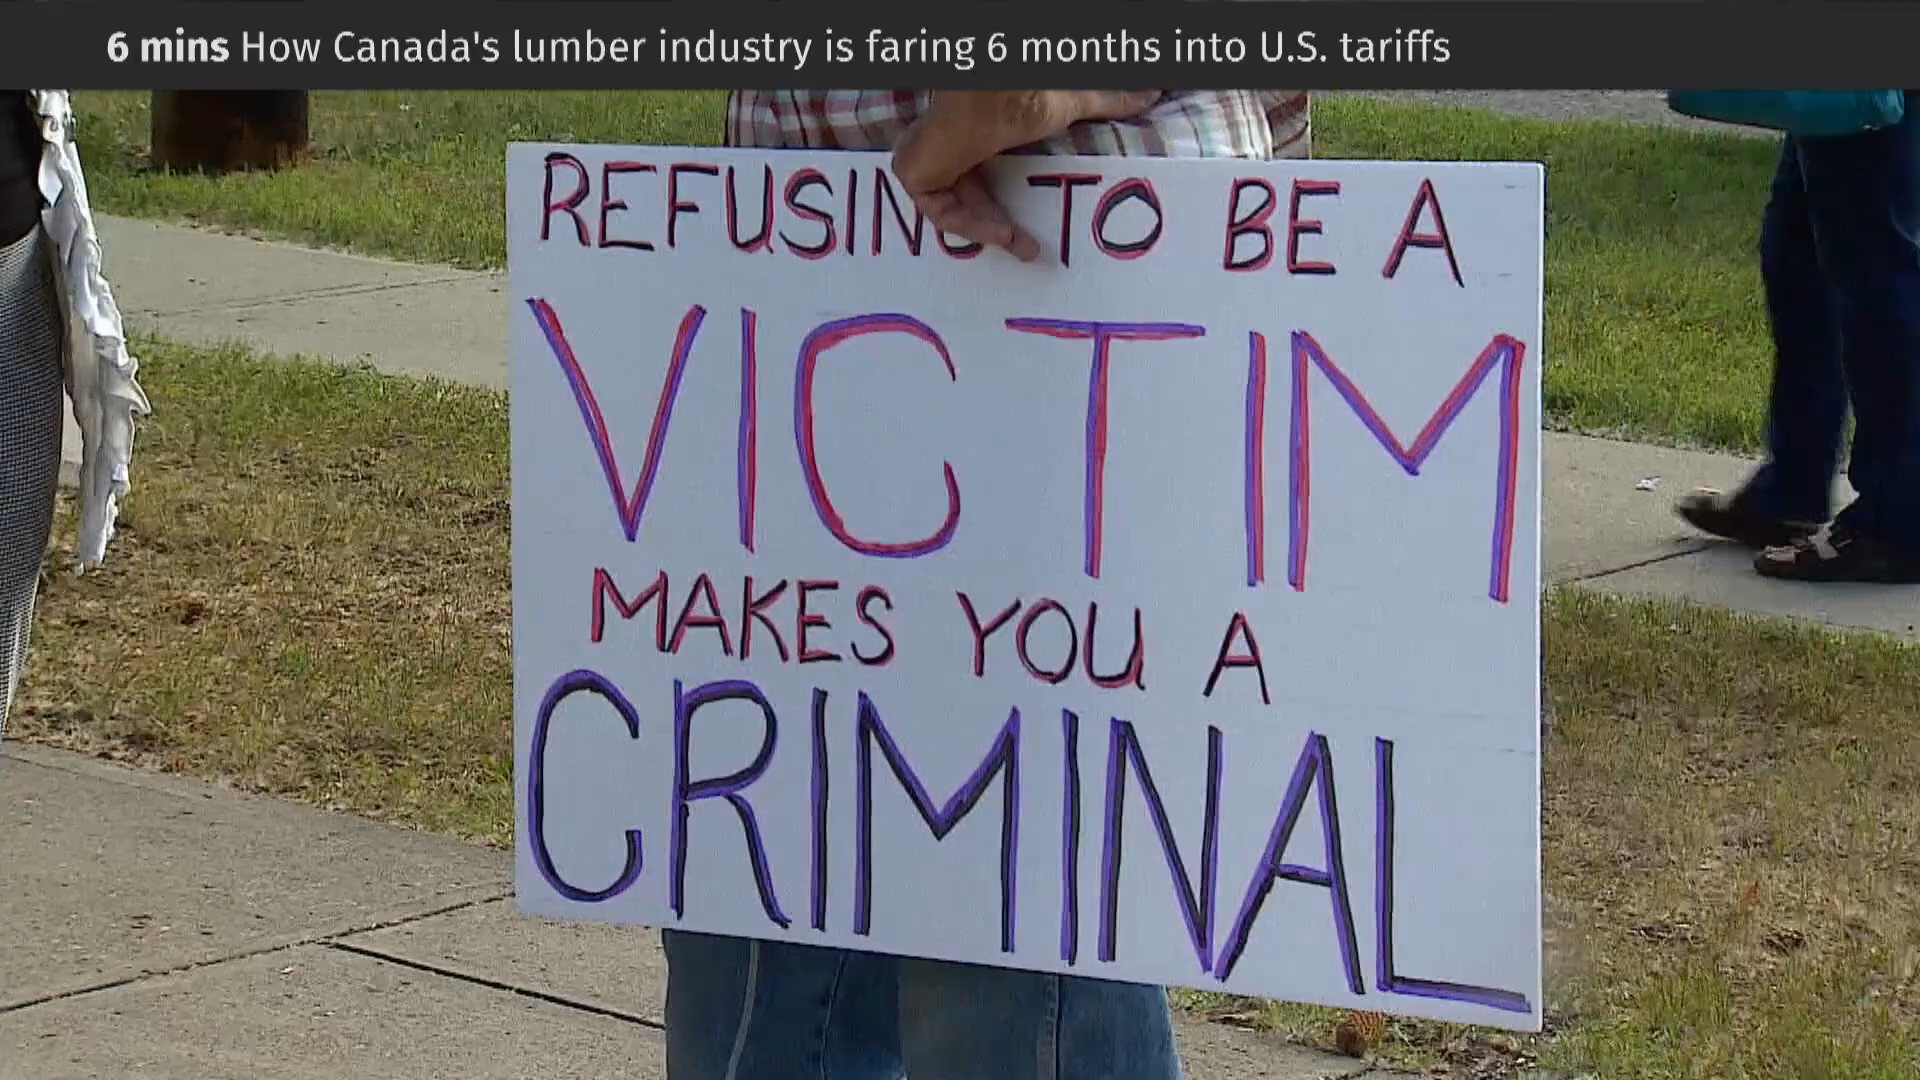 6 mins How Canada's lumber industry is faring 6 months into U.S. tariffs
REFUSING TO BE A
VICTIM
MAKES YOU A
CRIMINAL